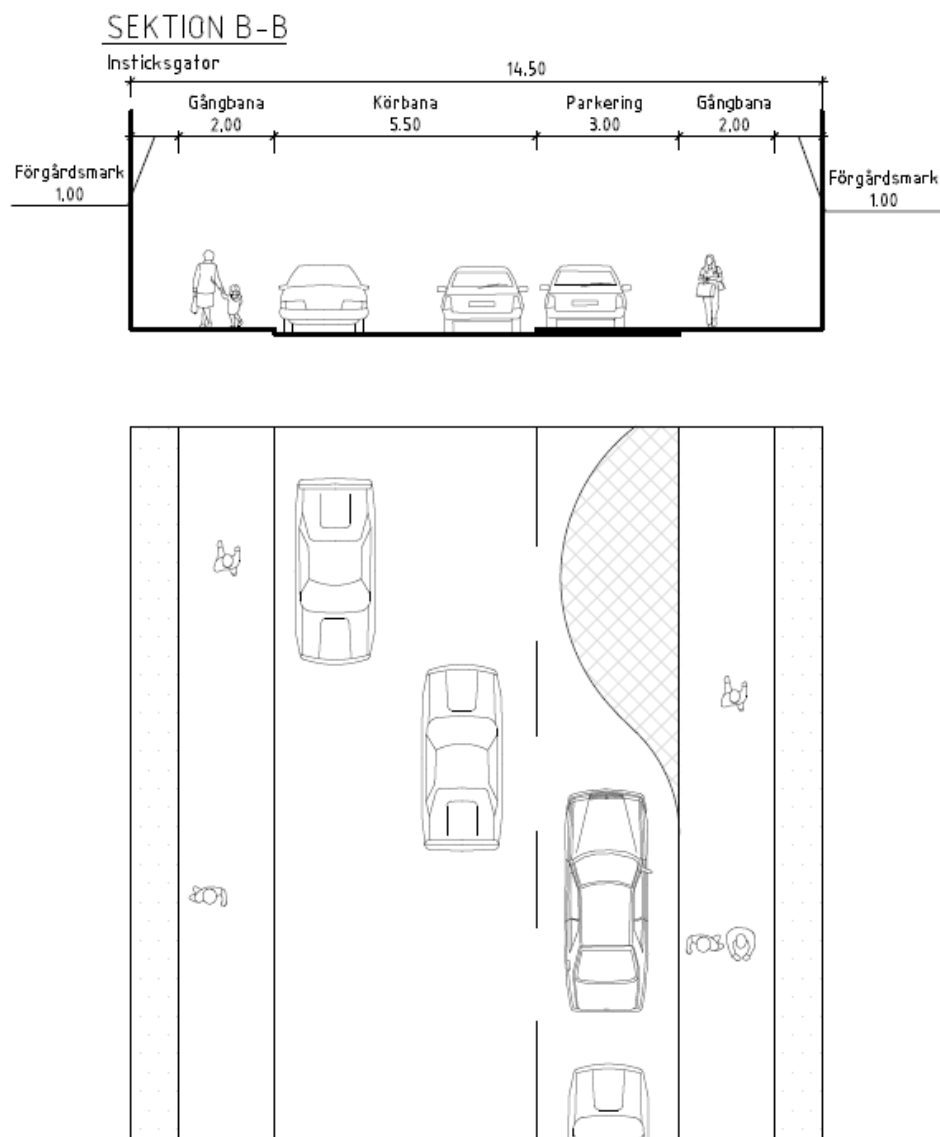 SEKTION B-B
Insticksgator
14.50
Gångbana Körbana Parkering Gångbana
2.00 5.50 3.00 2.00
Förgårdsmark
1.00
Förgårdsmark
1.00